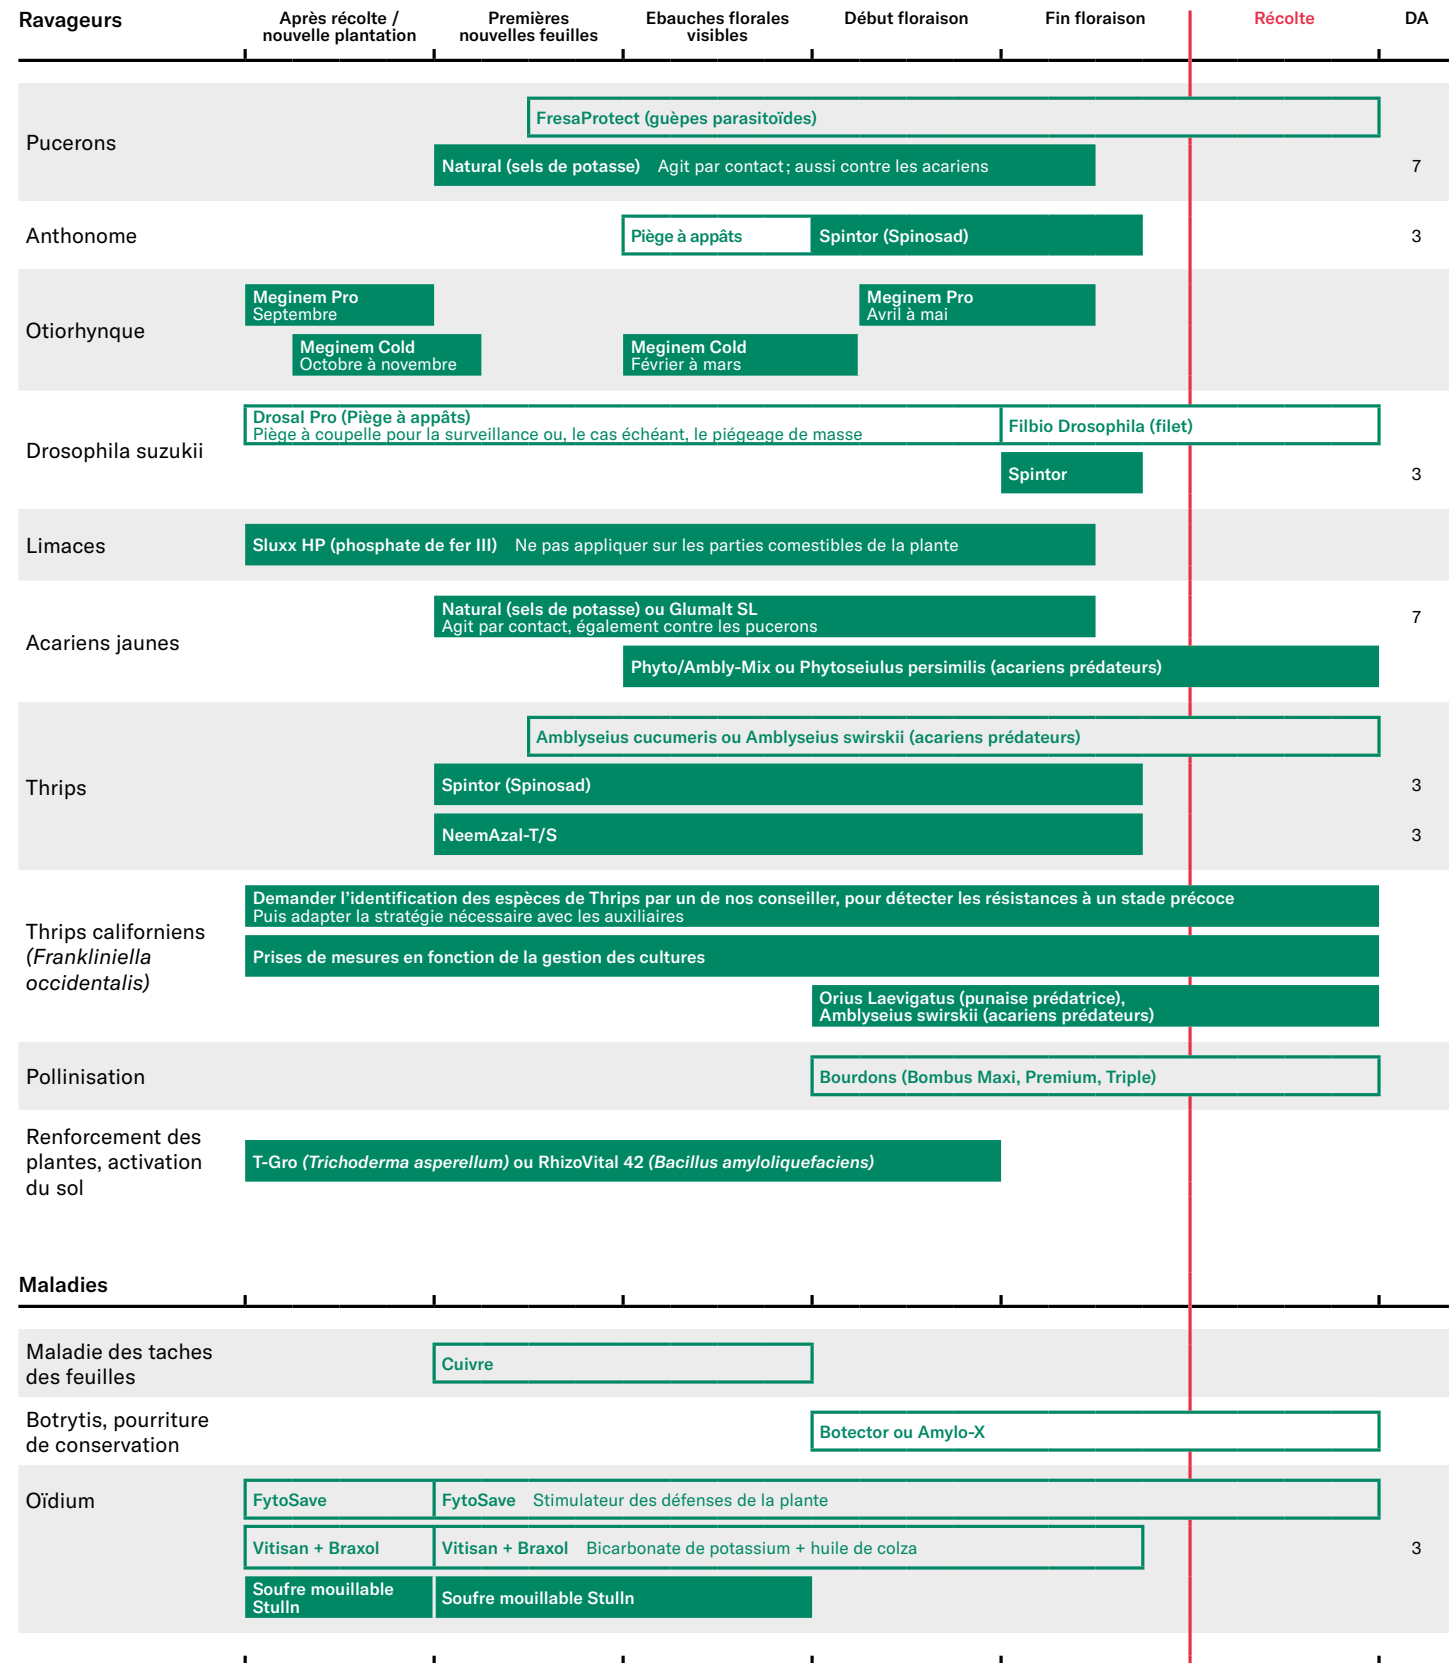 Ravageurs
Après récolte /
nouvelle plantation
Premières
nouvelles feuilles
Ebauches florales
visibles
Début floraison
Fin floraison
Récolte
DA
Pucerons
FresaProtect (guèpes parasitoïdes)
Natural (sels de potasse) Agit par contact; aussi contre les acariens
7
Anthonome
Piège à appâts
Spintor (Spinosad)
3
Otiorhynque
Meginem Pro
Septembre
Meginem Pro
Avril à mai
Meginem Cold
Octobre à novembre
Meginem Cold
Février à mars
Drosophila suzukii
Drosal Pro (Piège à appâts)
Piège à coupelle pour la surveillance ou, le cas échéant, le piégeage de masse
Filbio Drosophila (filet)
Spintor
3
Limaces
Sluxx HP (phosphate de fer III) Ne pas appliquer sur les parties comestibles de la plante
Acariens jaunes
Natural (sels de potasse) ou Glumalt SL
Agit par contact, également contre les pucerons
7
Phyto/Ambly-Mix ou Phytoseiulus persimilis (acariens prédateurs)
Thrips
Amblyseius cucumeris ou Amblyseius swirskii (acariens prédateurs)
Spintor (Spinosad)
3
NeemAzal-T/S
3
Thrips californiens
(Frankliniella
occidentalis)
Demander l'identification des espèces de Thrips par un de nos conseiller, pour détecter les résistances à un stade précoce
Puis adapter la stratégie nécessaire avec les auxiliaires
Prises de mesures en fonction de la gestion des cultures
Orius Laevigatus (punaise prédatrice),
Amblyseius swirskii (acariens prédateurs)
Pollinisation
Bourdons (Bombus Maxi, Premium, Triple)
Renforcement des
plantes, activation
du sol
T-Gro (Trichoderma asperellum) ou RhizoVital 42 (Bacillus amyloliquefaciens)
Maladies
Maladie des taches
des feuilles
Cuivre
Botrytis, pourriture
de conservation
Botector ou Amylo-X
Oïdium
FytoSave
FytoSave Stimulateur des défenses de la plante
Vitisan + Braxol
Vitisan + Braxol Bicarbonate de potassium + huile de colza
3
Soufre mouillable
Stulln
Soufre mouillable Stulln